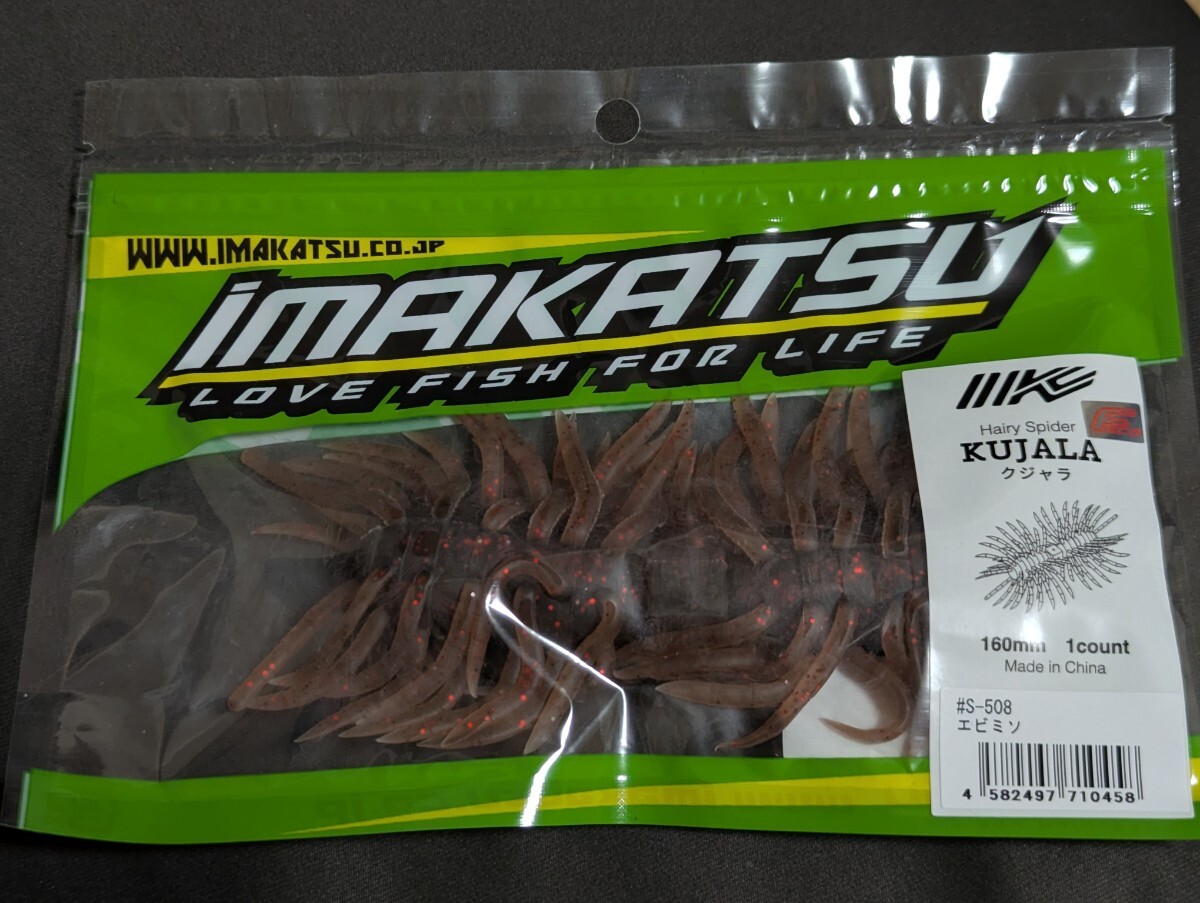 WWW.IMAKATSU.CO.JP
IMAKATSU
LOVE FISH FOR LIFE
Hairy Spider
KUJALA
クジャラ
160mm 1count
Made in China
#S-508
エビミソ
4 582497 710458